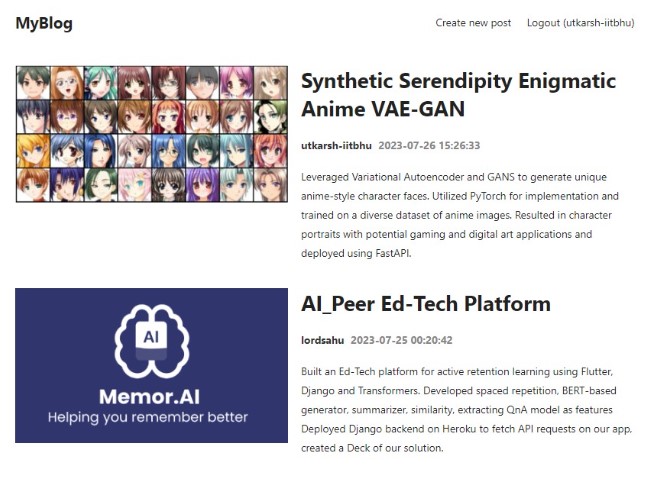 MyBlog
Create new post
Logout (utkarsh-iitbhu)
Synthetic Serendipity Enigmatic
Anime VAE-GAN
utkarsh-iitbhu 2023-07-26 15:26:33
Leveraged Variational Autoencoder and GANS to generate unique
anime-style character faces. Utilized PyTorch for implementation and
trained on a diverse dataset of anime images. Resulted in character
portraits with potential gaming and digital art applications and
deployed using FastAPI.
AI
Memor.AI
Helping you remember better
AI_Peer Ed-Tech Platform
lordsahu 2023-07-25 00:20:42
Built an Ed-Tech platform for active retention learning using Flutter,
Django and Transformers. Developed spaced repetition, BERT-based
generator, summarizer, similarity, extracting QnA model as features
Deployed Django backend on Heroku to fetch API requests on our app,
created a Deck of our solution.